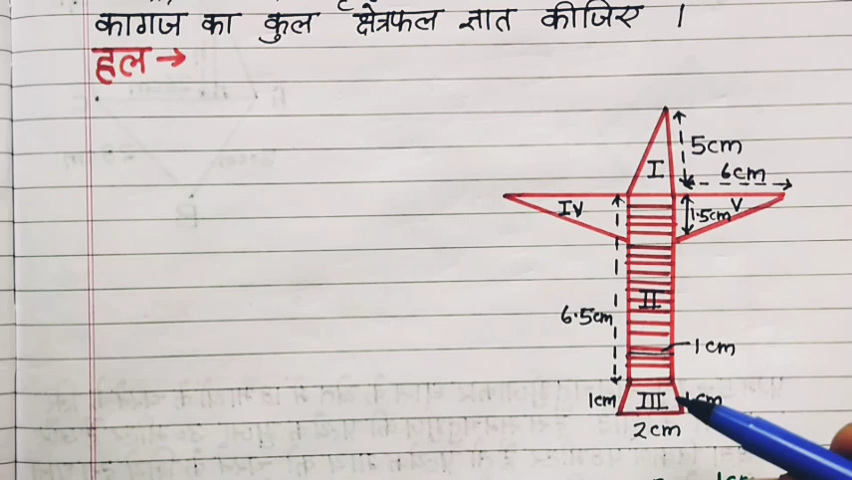 कागज का कुल क्षेत्रफल ज्ञात कीजिए ।
हल →
5cm
I
6cm
IV
1.5cm
V
II
6.5cm
1cm
1cm
III
2cm